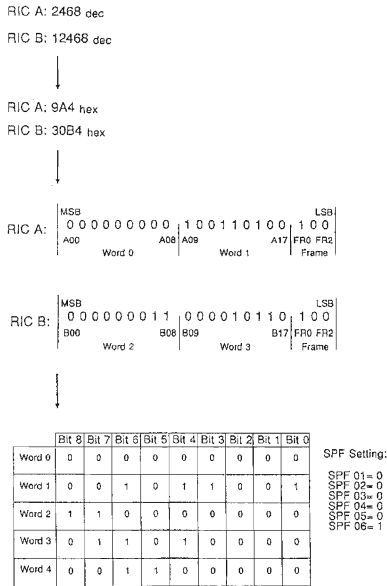 RIC A: 2468 dec
RIC B: 12468 dec
RIC A: 9A4 hex
RIC B: 30B4 hex
MSB LSB
RIC A: 0 0 0 0 0 0 0 0 0 1 0 0 1 1 0 1 0 0 1 0 0
A00 A08 A09 A17 FR0 FR2
Word 0 Word 1 Frame
MSB LSB
RIC B: 0 0 0 0 0 0 0 1 1 0 0 0 0 1 0 1 1 0 1 0 0
B00 B08 B09 B17 FR0 FR2
Word 2 Word 3 Frame
Bit 8 Bit 7 Bit 6 Bit 5 Bit 4 Bit 3 Bit 2 Bit 1 Bit 0
Word 0 0 0 0 0 0 0 0 0 0
Word 1 0 0 1 0 1 1 0 0 1
Word 2 1 1 0 0 0 0 0 0 0
Word 3 0 1 1 0 1 0 0 0 0
Word 4 0 0 1 1 0 0 0 0 0
SPF Setting:
SPF 01= 0
SPF 02= 0
SPF 03= 0
SPF 04= 0
SPF 05= 0
SPF 06= 1